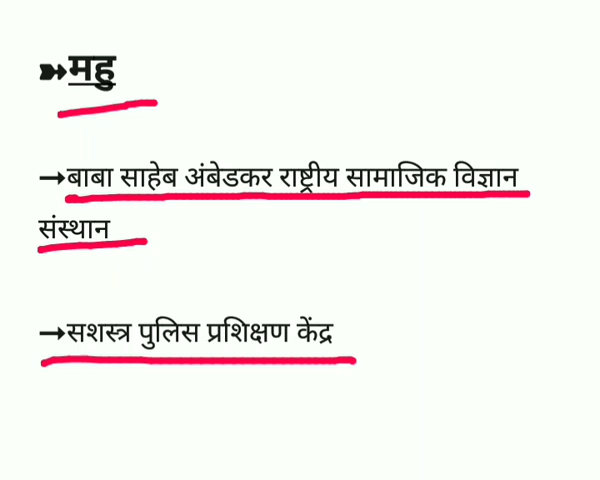 ➽महु
→बाबा साहेब अंबेडकर राष्ट्रीय सामाजिक विज्ञान
संस्थान
→सशस्त्र पुलिस प्रशिक्षण केंद्र